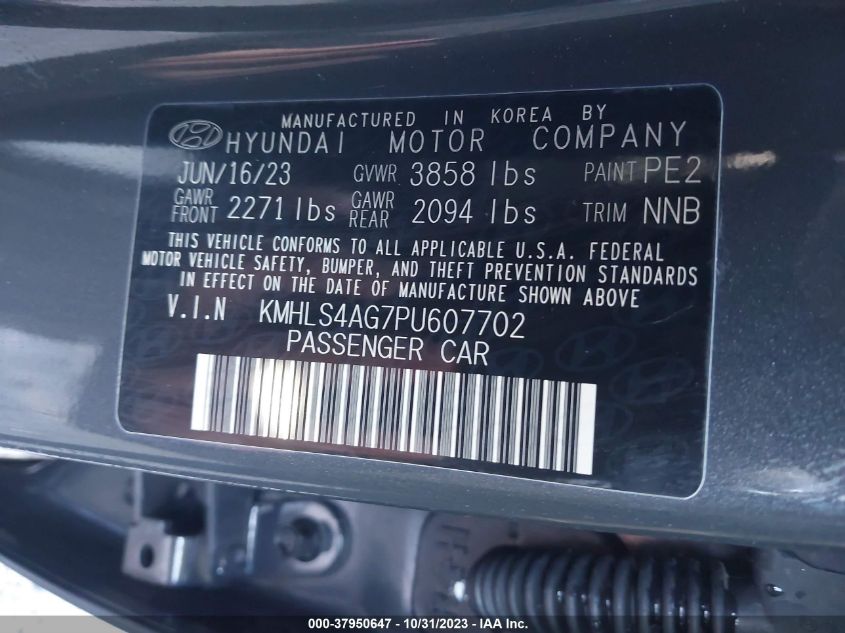 MANUFACTURED IN KOREA BY
HYUNDAI MOTOR COMPANY
JUN/16/23 GVWR 3858 lbs PAINT PE2
GAWR FRONT 2271 lbs GAWR REAR 2094 lbs TRIM NNB
THIS VEHICLE CONFORMS TO ALL APPLICABLE U.S.A. FEDERAL
MOTOR VEHICLE SAFETY, BUMPER, AND THEFT PREVENTION STANDARDS
IN EFFECT ON THE DATE OF MANUFACTURE SHOWN ABOVE
V.I.N KMHLS4AG7PU607702
PASSENGER CAR
000-37950647 - 10/31/2023 - IAA Inc.